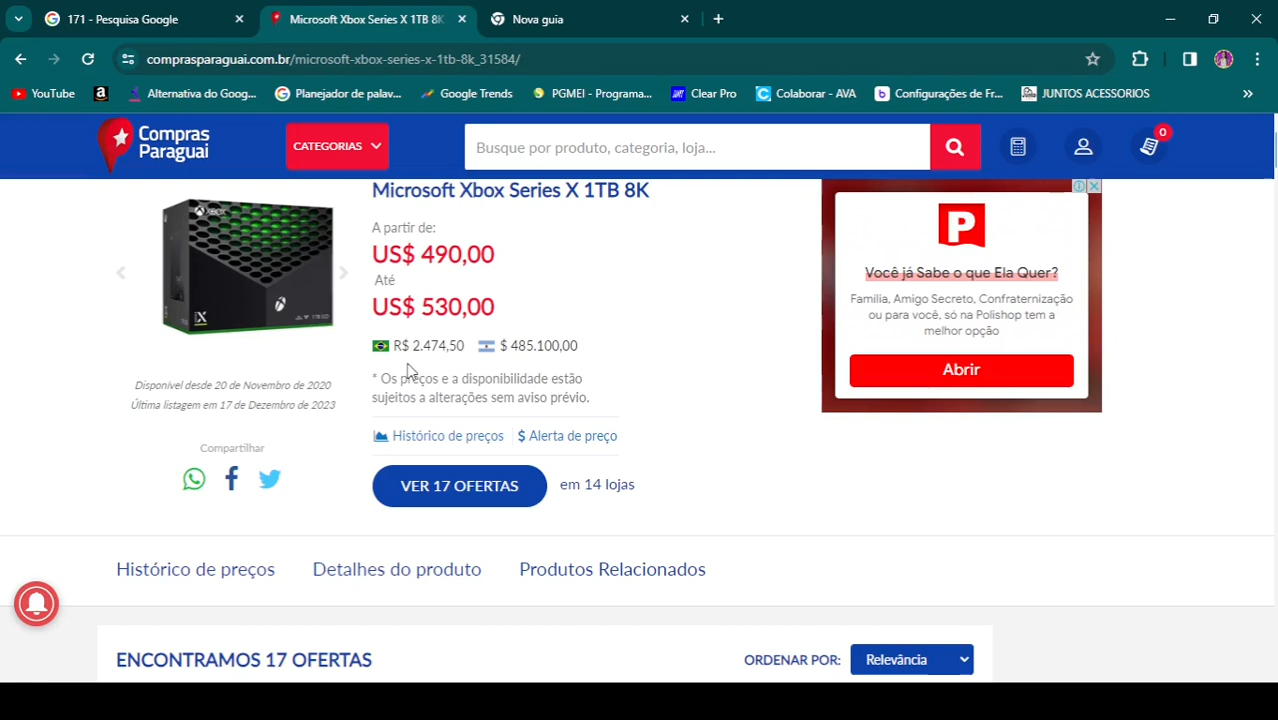 171 - Pesquisa Google
Microsoft Xbox Series X 1TB 8K
Nova guia
comprasparaguai.com.br/microsoft-xbox-series-x-1tb-8k_31584/
YouTube
Alternativa do Goog...
Planejador de palav...
Google Trends
PGMEI - Programa...
Clear Pro
Colaborar - AVA
Configurações de Fr...
JUNTOS ACESSORIOS
Compras
Paraguai
CATEGORIAS
Busque por produto, categoria, loja...
0
Microsoft Xbox Series X 1TB 8K
A partir de:
US$ 490,00
Até
US$ 530,00
R$ 2.474,50
$ 485.100,00
* Os preços e a disponibilidade estão
sujeitos a alterações sem aviso prévio.
Histórico de preços
$ Alerta de preço
VER 17 OFERTAS
em 14 lojas
XBOX
Disponível desde 20 de Novembro de 2020
Última listagem em 17 de Dezembro de 2023
Compartilhar
P
Você já Sabe o que Ela Quer?
Família, Amigo Secreto, Confraternização
ou para você, só na Polishop tem a
melhor opção
Abrir
Histórico de preços
Detalhes do produto
Produtos Relacionados
ENCONTRAMOS 17 OFERTAS
ORDENAR POR:
Relevância